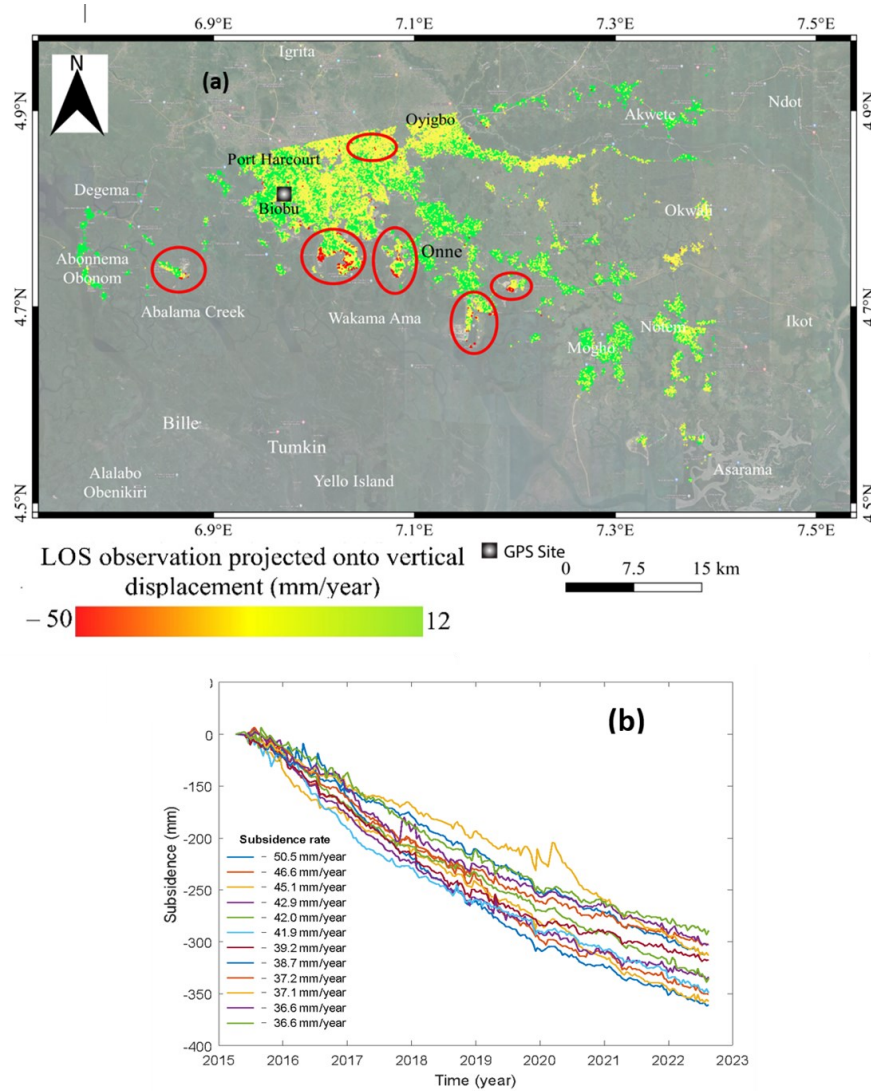 6.9°E 7.1°E 7.3°E 7.5°E
N
(a)
Igrita
4.9°N 4.9°N
Ndot
Akwete
Oyigbo
Port Harcourt
Degema
Biobu
Okwidi
Abonnema
Obonom
Onne
4.7°N 4.7°N
Abalama Creek
Wakama Ama
Ikot
Notem
Mogho
Bille
Tumkin
Asarama
Alalabo
Obenikiri
Yello Island
4.5°N 4.5°N
6.9°E 7.1°E 7.3°E 7.5°E
GPS Site
LOS observation projected onto vertical
displacement (mm/year)
0 7.5 15 km
– 50 12
(b)
0
-150
-200
-250
-300
-350
-400
Subsidence (mm)
Subsidence rate
– 50.5 mm/year
– 46.6 mm/year
– 45.1 mm/year
– 42.9 mm/year
– 42.0 mm/year
– 41.9 mm/year
– 39.2 mm/year
– 38.7 mm/year
– 37.2 mm/year
– 37.1 mm/year
– 36.6 mm/year
– 36.6 mm/year
2015 2016 2017 2018 2019 2020 2021 2022 2023
Time (year)